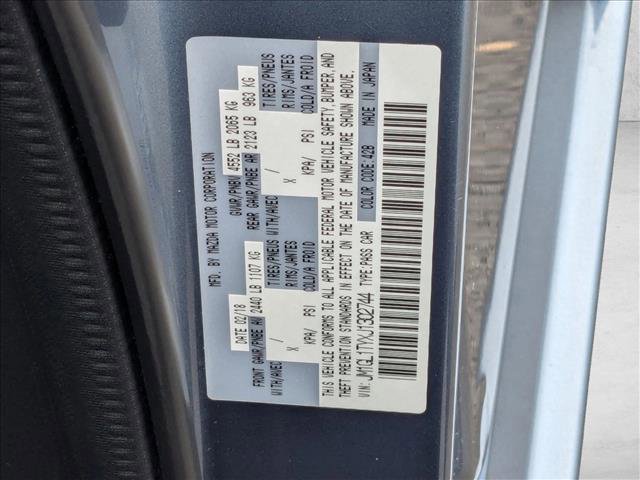 MFD. BY MAZDA MOTOR CORPORATION
DATE 02/18 GVWR/PNBV 4552 LB 2065 KG
FRONT GAWR/PNBE AV 2440 LB 1107 KG REAR GAWR/PNBE AR 2123 LB 963 KG
WITH/AVEC TIRES/PNEUS WITH/AVEC TIRES/PNEUS
X RIMS/JANTES X RIMS/JANTES
KPA/ PSI COLD/A FROID KPA/ PSI COLD/A FROID
THIS VEHICLE CONFORMS TO ALL APPLICABLE FEDERAL MOTOR VEHICLE SAFETY, BUMPER, AND
THEFT PREVENTION STANDARDS IN EFFECT ON THE DATE OF MANUFACTURE SHOWN ABOVE.
VIN: JM1GL1TYXJ1302744 TYPE:PASS CAR COLOR CODE: 42B MADE IN JAPAN